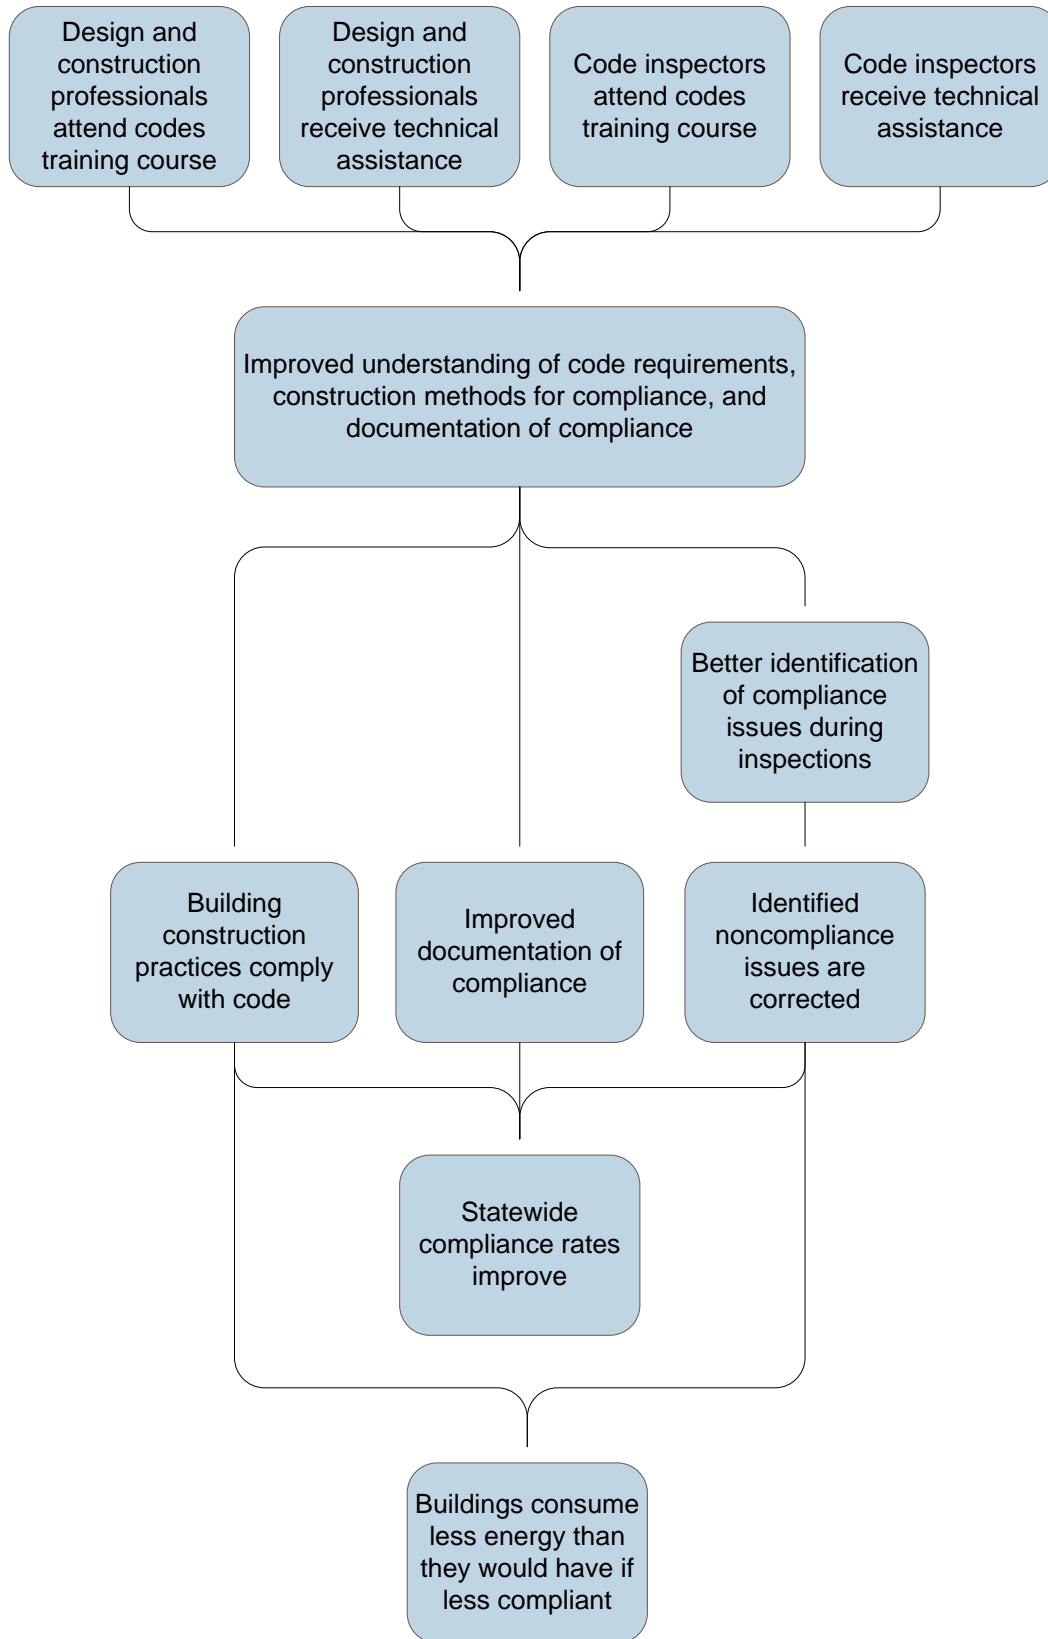 Design and
construction
professionals
attend codes
training course
Design and
construction
professionals
receive technical
assistance
Code inspectors
attend codes
training course
Code inspectors
receive technical
assistance
Improved understanding of code requirements,
construction methods for compliance, and
documentation of compliance
Better identification
of compliance
issues during
inspections
Building
construction
practices comply
with code
Improved
documentation of
compliance
Identified
noncompliance
issues are
corrected
Statewide
compliance rates
improve
Buildings consume
less energy than
they would have if
less compliant